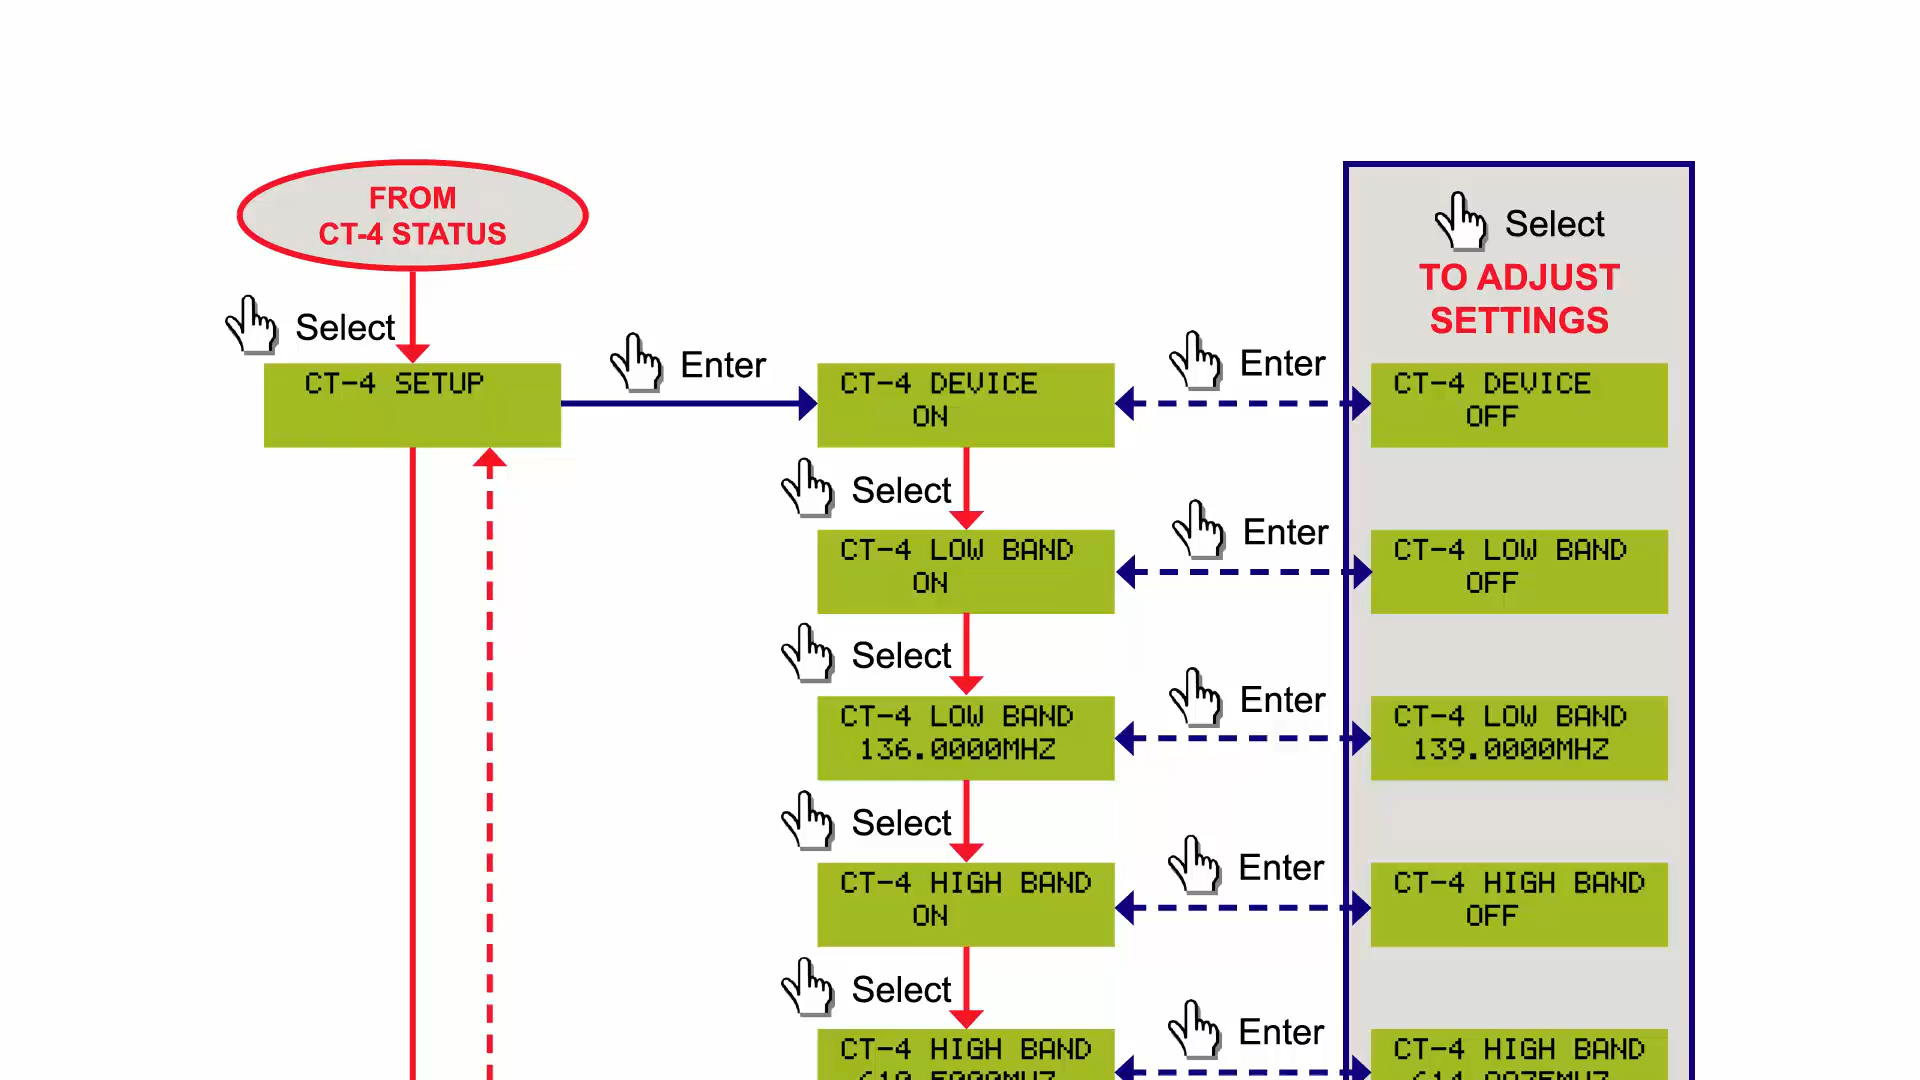 FROM
CT-4 STATUS
Select
TO ADJUST
SETTINGS
Select
Enter
Enter
CT-4 SETUP
CT-4 DEVICE
ON
CT-4 DEVICE
OFF
Select
Enter
CT-4 LOW BAND
ON
CT-4 LOW BAND
OFF
Select
Enter
CT-4 LOW BAND
136.0000MHZ
CT-4 LOW BAND
139.0000MHZ
Select
Enter
CT-4 HIGH BAND
ON
CT-4 HIGH BAND
OFF
Select
Enter
CT-4 HIGH BAND
CT-4 HIGH BAND